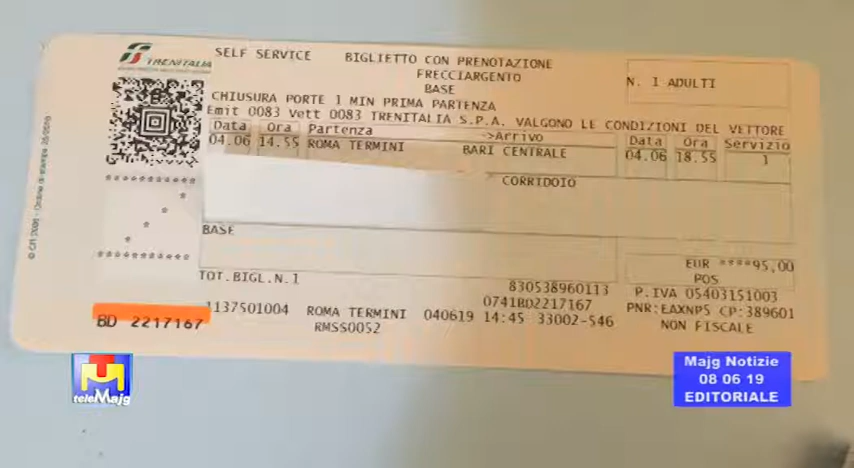 TRENITALIA
SELF SERVICE BIGLIETTO CON PRENOTAZIONE
FRECCIARGENTO
BASE
N. 1 ADULTI
CHIUSURA PORTE 1 MIN PRIMA PARTENZA
Emit 0083 Vett 0083 TRENITALIA S.P.A. VALGONO LE CONDIZIONI DEL VETTORE
Data Ora Partenza ->Arrivo Data Ora Servizio
04.06 14.55 ROMA TERMINI BARI CENTRALE 04.06 18.55 1
CORRIDOIO
BASE
EUR ****95,00
POS
TOT.BIGL.N.1 830538960113 P.IVA 05403151003
0741BD2217167 PNR:EAXNP5 CP:389601
BD 2217167 1137501004 ROMA TERMINI 040619 14:45 33002-546 NON FISCALE
RMSS0052
teleMajg
Majg Notizie
08 06 19
EDITORIALE